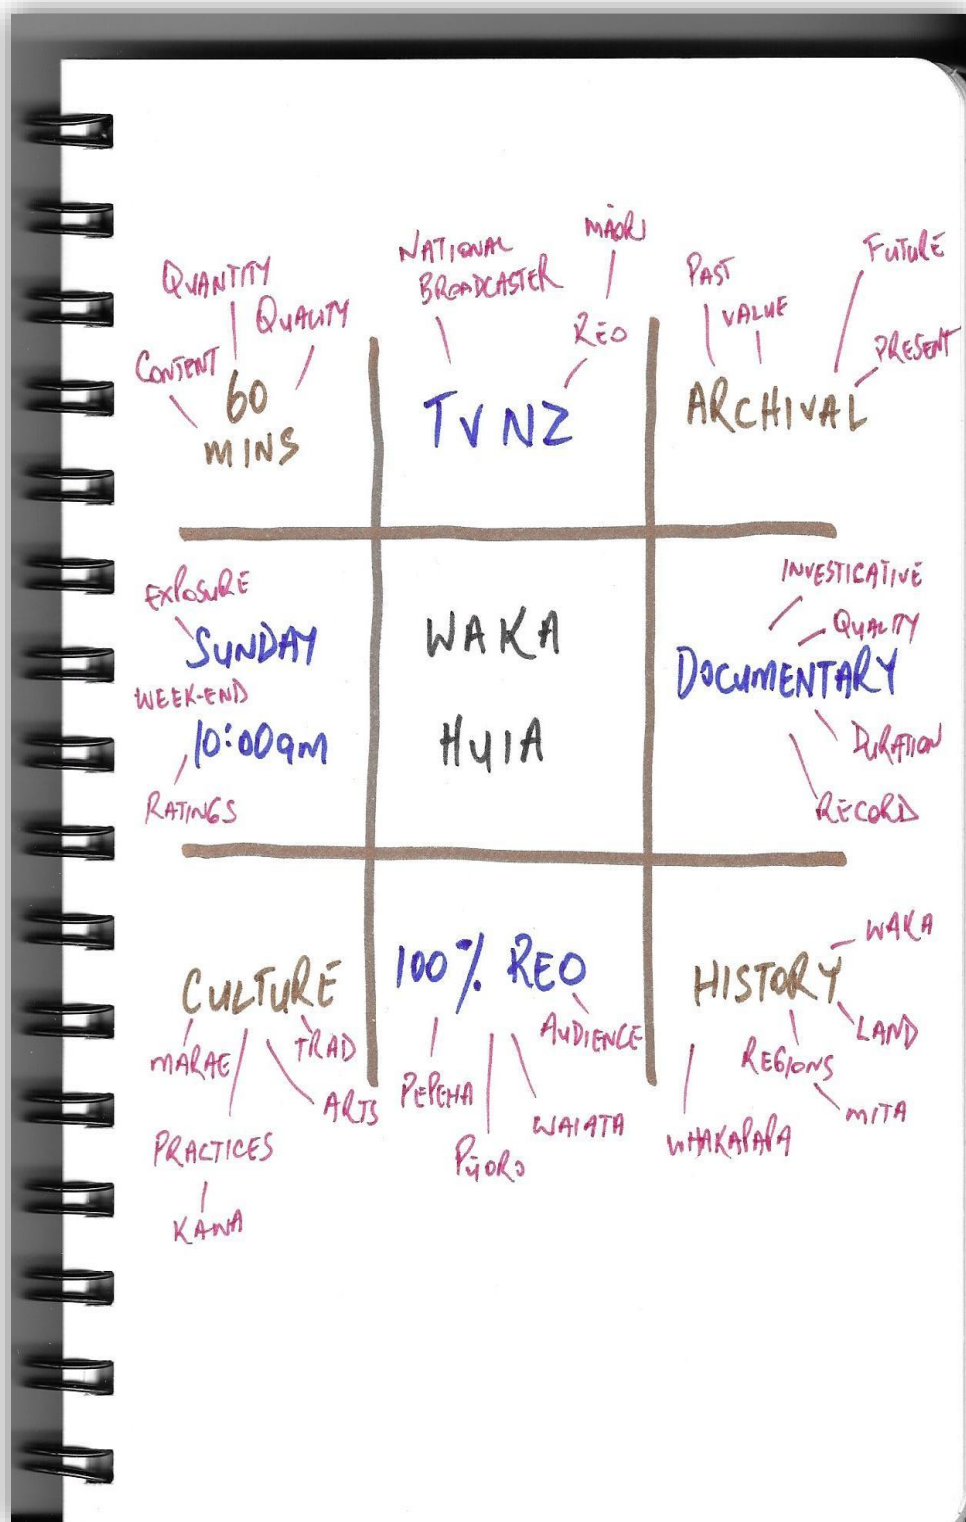 QUANTITY
QUALITY
CONTENT
60
MINS
NATIONAL
BROADCASTER
MĀORI
REO
TVNZ
PAST
VALUE
FUTURE
PRESENT
ARCHIVAL
EXPOSURE
SUNDAY
WEEK-END
10:00am
RATINGS
WAKA
HUIA
INVESTIGATIVE
QUALITY
DOCUMENTARY
DURATION
RECORD
CULTURE
MARAE
TRAD
ARTS
PRACTICES
KAWA
100% REO
AUDIENCE
PEPEHA
WAIATA
HISTORY
WAKA
LAND
REGIONS
MITA
WHAKAPAPA